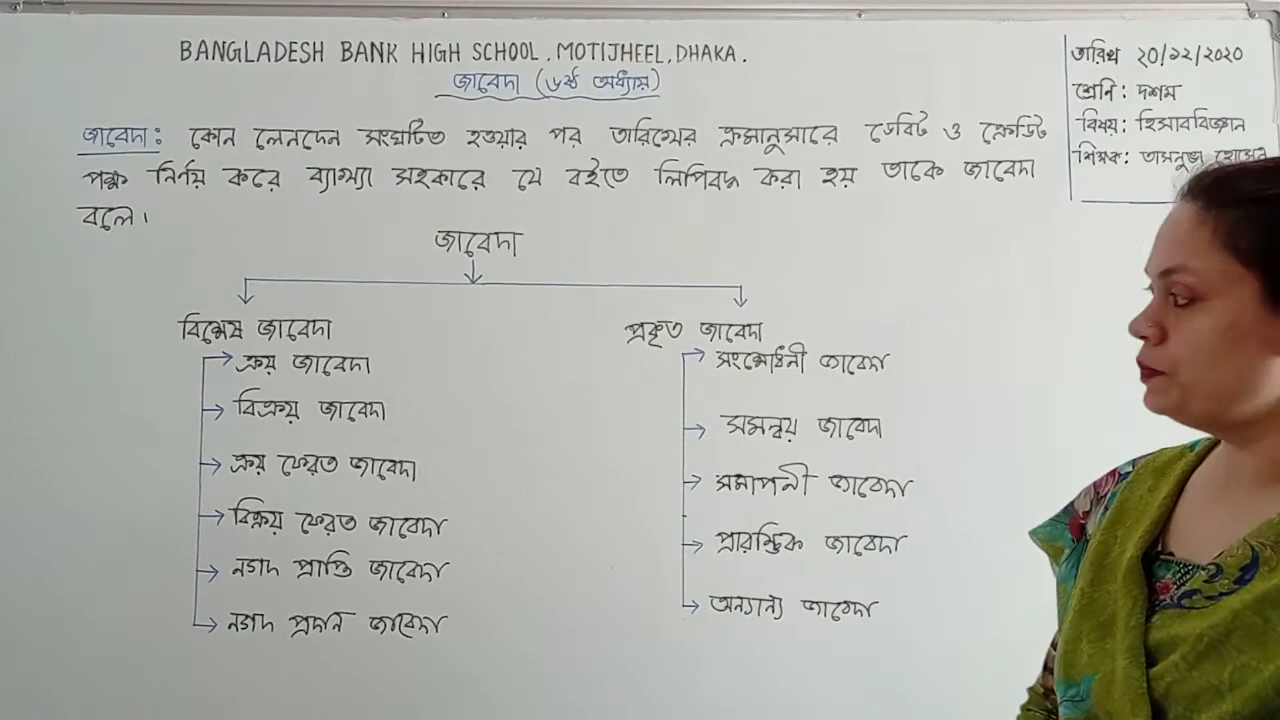 BANGLADESH BANK HIGH SCHOOL, MOTIJHEEL, DHAKA.
জাবেদা (৬ষ্ঠ অধ্যায়)
তারিখ ২০/১২/২০২০
শ্রেনি: দশম
বিষয়: হিসাববিজ্ঞান
শিক্ষক: তাসনুভা হোসেন
জাবেদা: কোন লেনদেন সংঘটিত হওয়ার পর তারিখের ক্রমানুসারে ডেবিট ও ক্রেডিট
পক্ষ নির্নয় করে ব্যাখ্যা সহকারে যে বইতে লিপিবদ্ধ করা হয় তাকে জাবেদা
বলে।
জাবেদা
বিশেষ জাবেদা
ক্রয় জাবেদা
বিক্রয় জাবেদা
ক্রয় ফেরত জাবেদা
বিক্রয় ফেরত জাবেদা
নগদ প্রাপ্তি জাবেদা
নগদ প্রদান জাবেদা
প্রকৃত জাবেদা
সংশোধনী জাবেদা
সমন্বয় জাবেদা
সমাপনী জাবেদা
প্রারম্ভিক জাবেদা
অন্যান্য জাবেদা